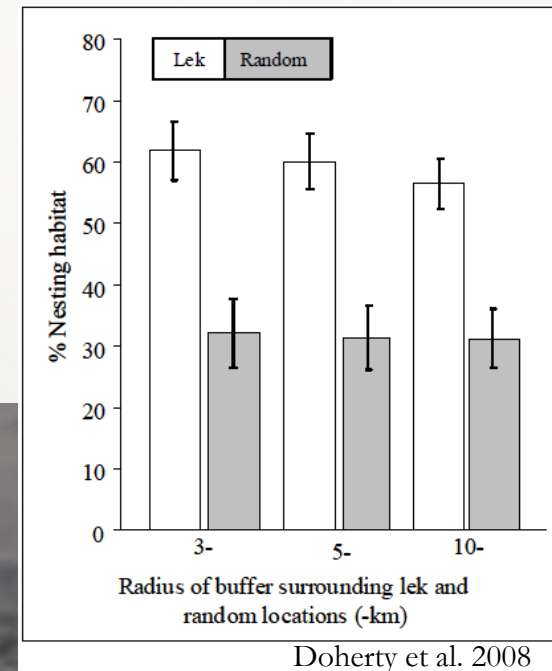 80
70
60
50
40
30
20
10
0
% Nesting habitat
Lek Random
3- 5- 10-
Radius of buffer surrounding lek and
random locations (-km)
Doherty et al. 2008